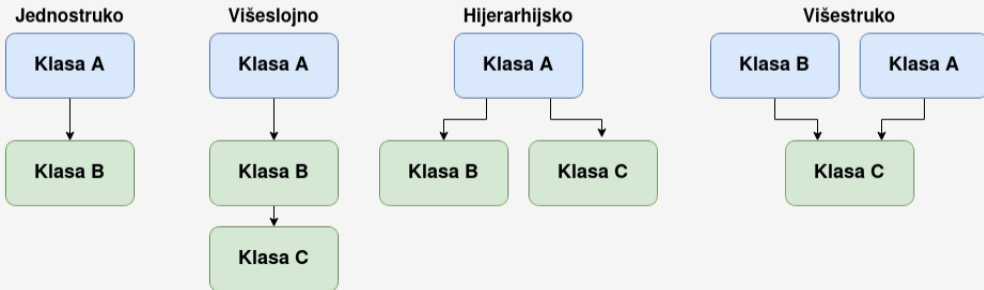 Jednostruko
Višeslojno
Hijerarhijsko
Višestruko
Klasa A
Klasa A
Klasa A
Klasa B
Klasa A
Klasa B
Klasa B
Klasa B
Klasa C
Klasa C
Klasa C